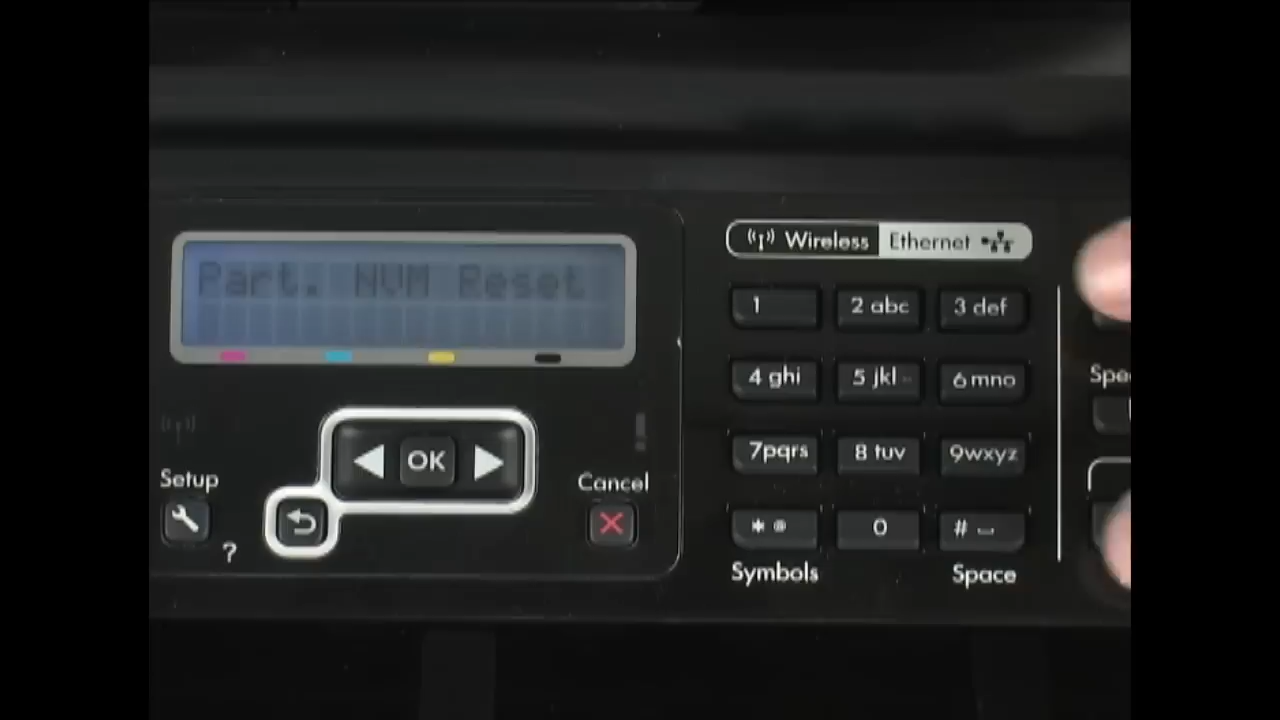 Part. NVM Reset
Wireless Ethernet
1 2 abc 3 def
4 ghi 5 jkl 6 mno
7pqrs 8 tuv 9wxyz
* @ 0 #
Symbols Space
Setup
?
OK
Cancel